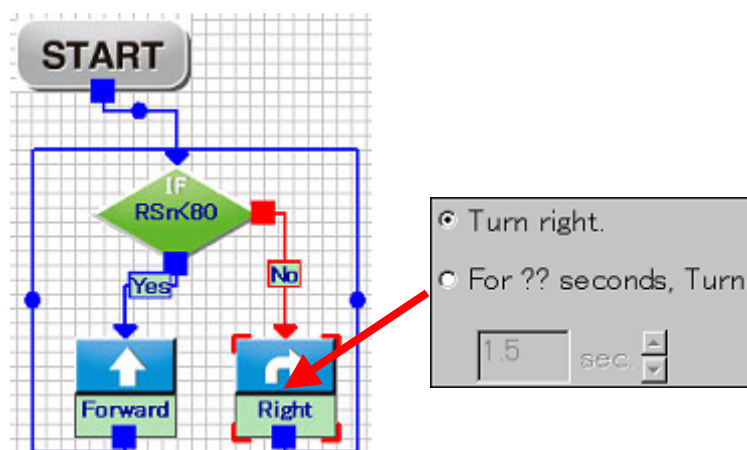 START
IF
RSn<80
Yes
No
Forward
Right
Turn right.
For ?? seconds, Turn
1.5 sec.